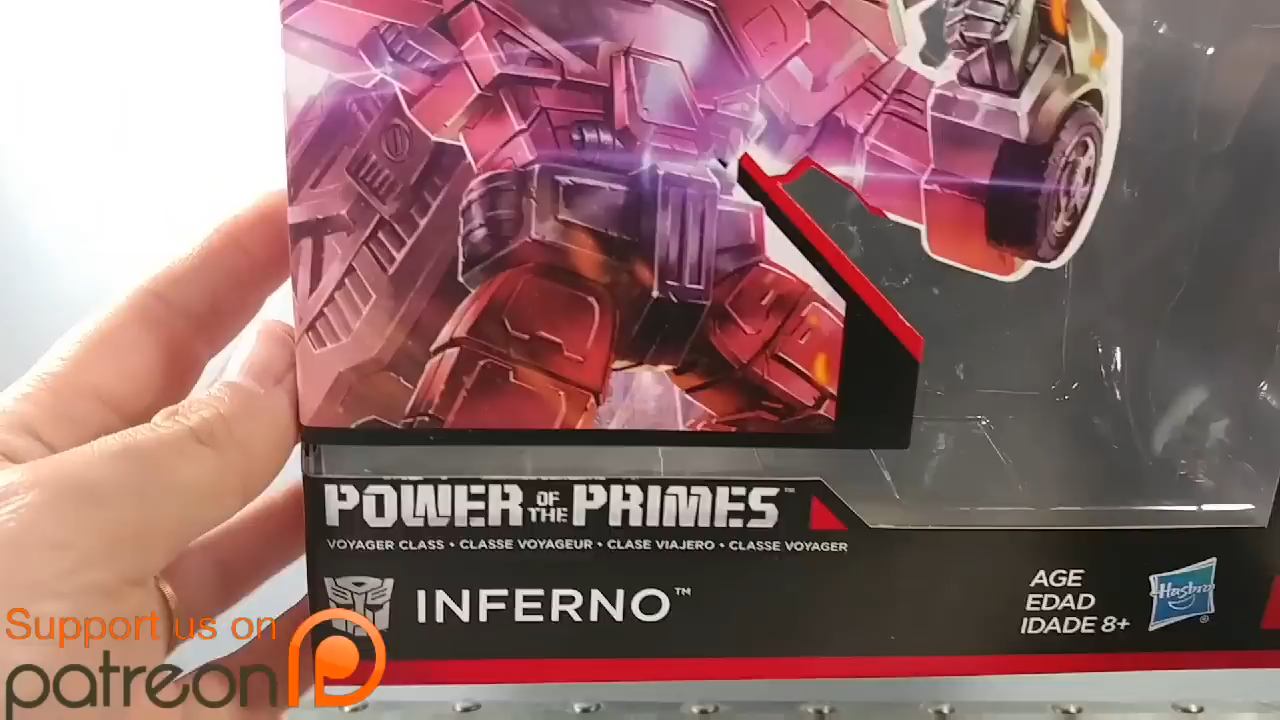 POWER OF THE PRIMES™
VOYAGER CLASS • CLASSE VOYAGEUR • CLASE VIAJERO • CLASSE VOYAGER
INFERNO™
AGE
EDAD
IDADE 8+
Hasbro®
Support us on
patreon